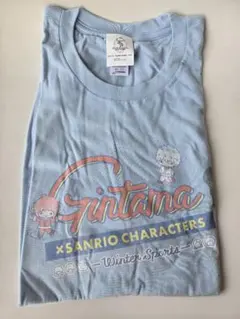 Gintama
×SANRIO CHARACTERS
Winter Sports